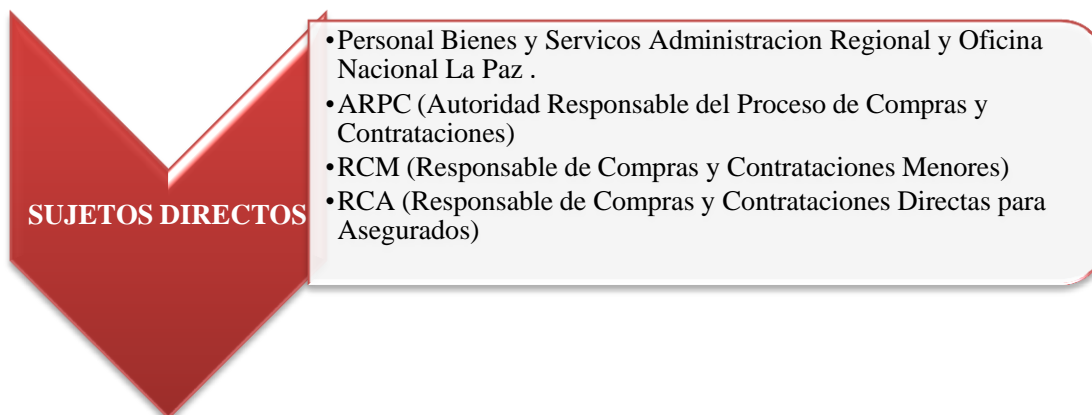 SUJETOS DIRECTOS
•Personal Bienes y Servicos Administracion Regional y Oficina
Nacional La Paz .
•ARPC (Autoridad Responsable del Proceso de Compras y
Contrataciones)
•RCM (Responsable de Compras y Contrataciones Menores)
•RCA (Responsable de Compras y Contrataciones Directas para
Asegurados)